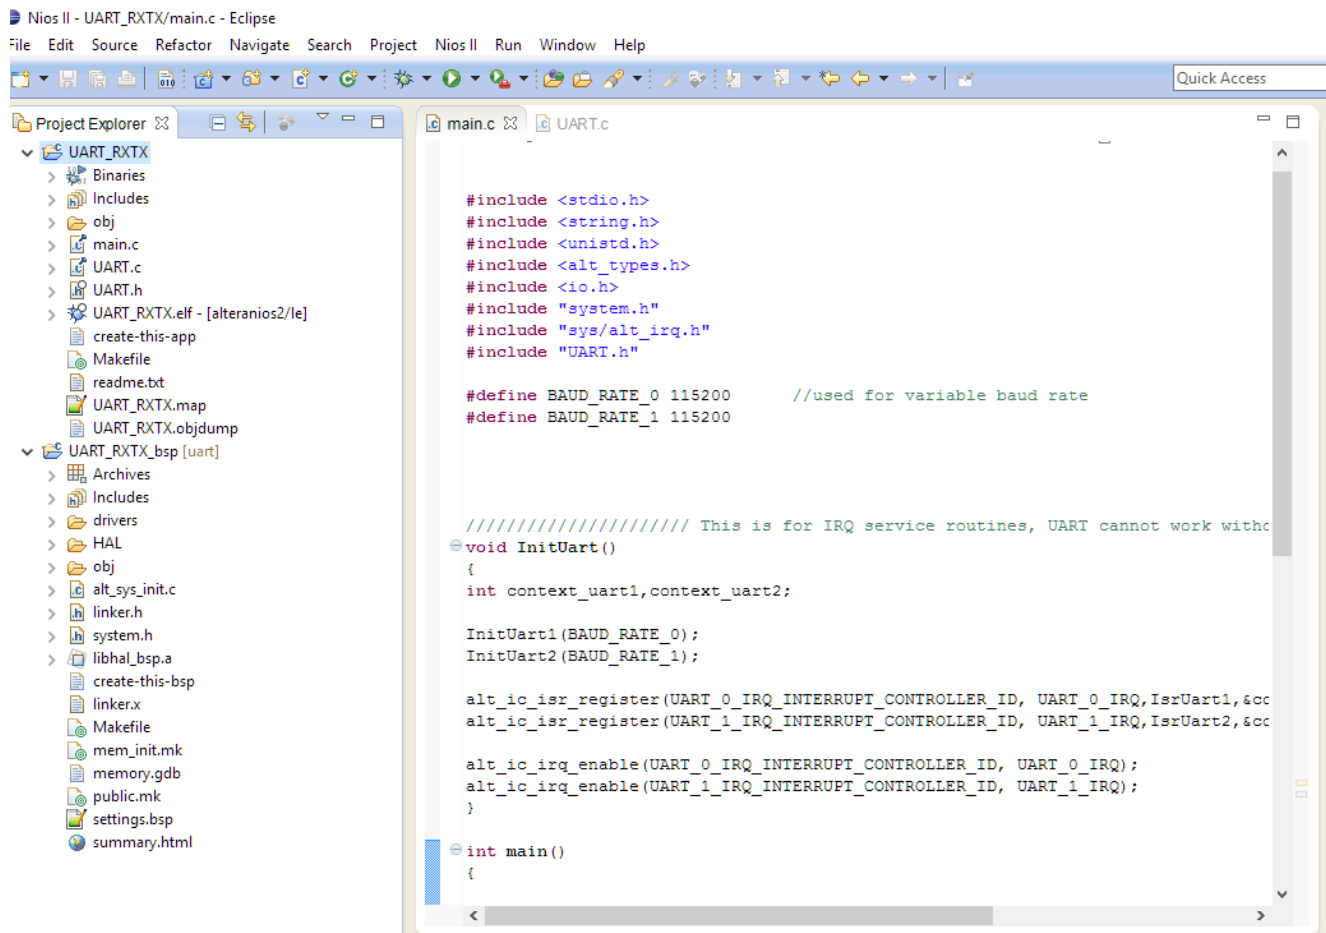 Nios II - UART_RXTX/main.c - Eclipse
File Edit Source Refactor Navigate Search Project Nios II Run Window Help
Quick Access
Project Explorer
main.c
UART.c
UART_RXTX
Binaries
Includes
obj
main.c
UART.c
UART.h
UART_RXTX.elf - [alteranios2/le]
create-this-app
Makefile
readme.txt
UART_RXTX.map
UART_RXTX.objdump
UART_RXTX_bsp [uart]
Archives
Includes
drivers
HAL
obj
alt_sys_init.c
linker.h
system.h
libhal_bsp.a
create-this-bsp
linker.x
Makefile
mem_init.mk
memory.gdb
public.mk
settings.bsp
summary.html
#include <stdio.h>
#include <string.h>
#include <unistd.h>
#include <alt_types.h>
#include <io.h>
#include "system.h"
#include "sys/alt_irq.h"
#include "UART.h"
#define BAUD_RATE_0 115200 //used for variable baud rate
#define BAUD_RATE_1 115200
////////////////////// This is for IRQ service routines, UART cannot work witho
void InitUart()
{
int context_uart1,context_uart2;
InitUart1(BAUD_RATE_0);
InitUart2(BAUD_RATE_1);
alt_ic_isr_register(UART_0_IRQ_INTERRUPT_CONTROLLER_ID, UART_0_IRQ,IsrUart1,&co
alt_ic_isr_register(UART_1_IRQ_INTERRUPT_CONTROLLER_ID, UART_1_IRQ,IsrUart2,&co
alt_ic_irq_enable(UART_0_IRQ_INTERRUPT_CONTROLLER_ID, UART_0_IRQ);
alt_ic_irq_enable(UART_1_IRQ_INTERRUPT_CONTROLLER_ID, UART_1_IRQ);
}
int main()
{